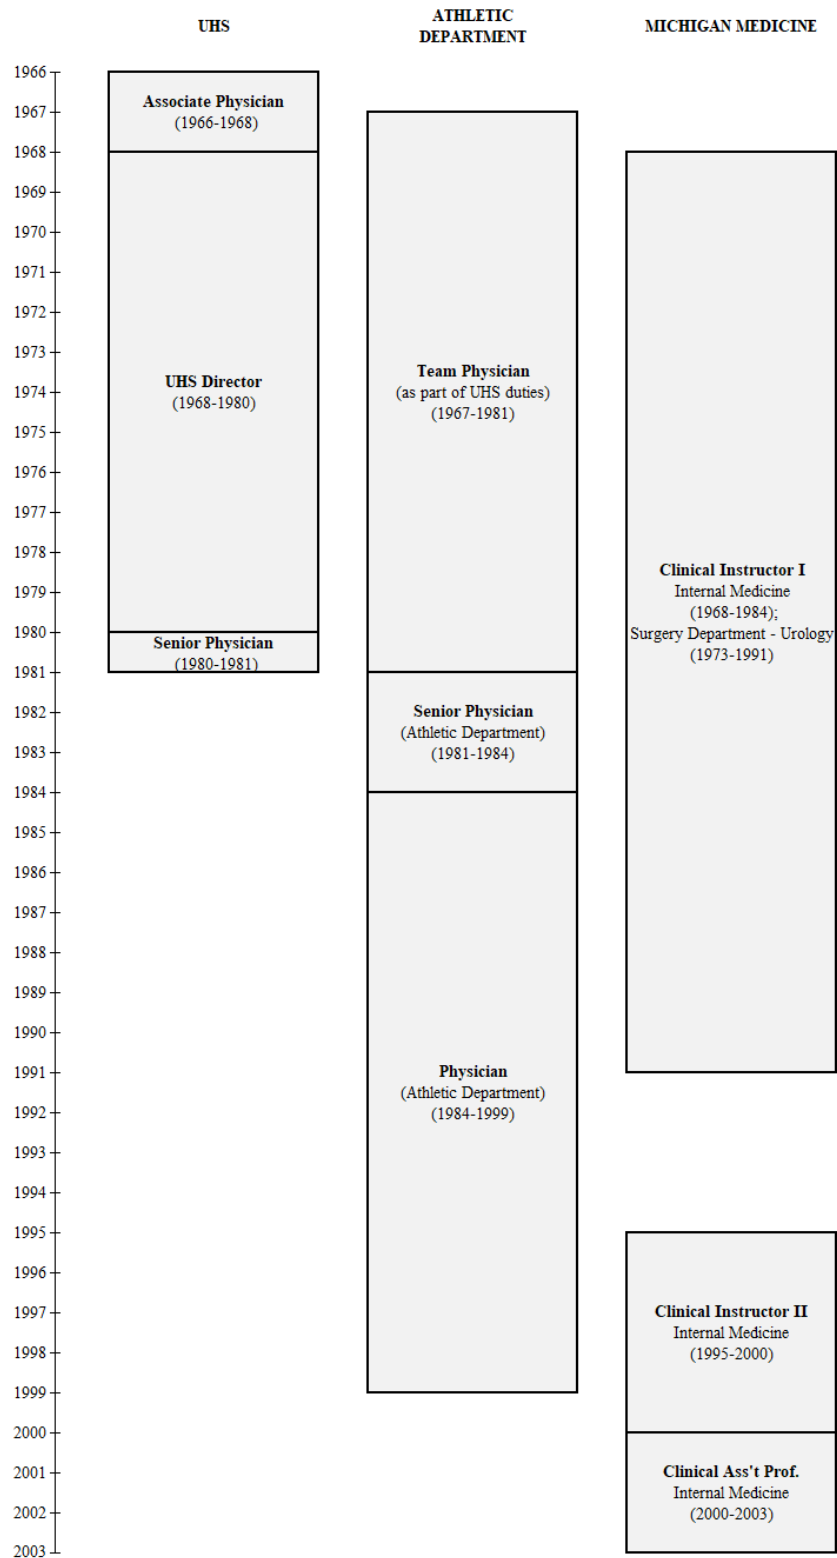 UHS
ATHLETIC
DEPARTMENT
MICHIGAN MEDICINE
1966
1967
1968
1969
1970
1971
1972
1973
1974
1975
1976
1977
1978
1979
1980
1981
1982
1983
1984
1985
1986
1987
1988
1989
1990
1991
1992
1993
1994
1995
1996
1997
1998
1999
2000
2001
2002
2003
Associate Physician
(1966-1968)
UHS Director
(1968-1980)
Senior Physician
(1980-1981)
Team Physician
(as part of UHS duties)
(1967-1981)
Senior Physician
(Athletic Department)
(1981-1984)
Physician
(Athletic Department)
(1984-1999)
Clinical Instructor I
Internal Medicine
(1968-1984);
Surgery Department - Urology
(1973-1991)
Clinical Instructor II
Internal Medicine
(1995-2000)
Clinical Ass't Prof.
Internal Medicine
(2000-2003)